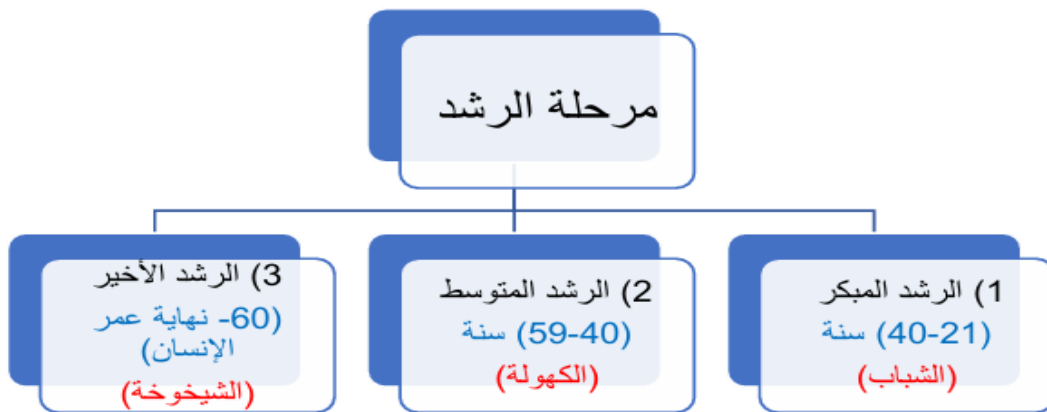 مرحلة الرشد
1) الرشد المبكر
(21-40) سنة
(الشباب)
2) الرشد المتوسط
(40-59) سنة
(الكهولة)
3) الرشد الأخير
(60- نهاية عمر
الإنسان)
(الشيخوخة)